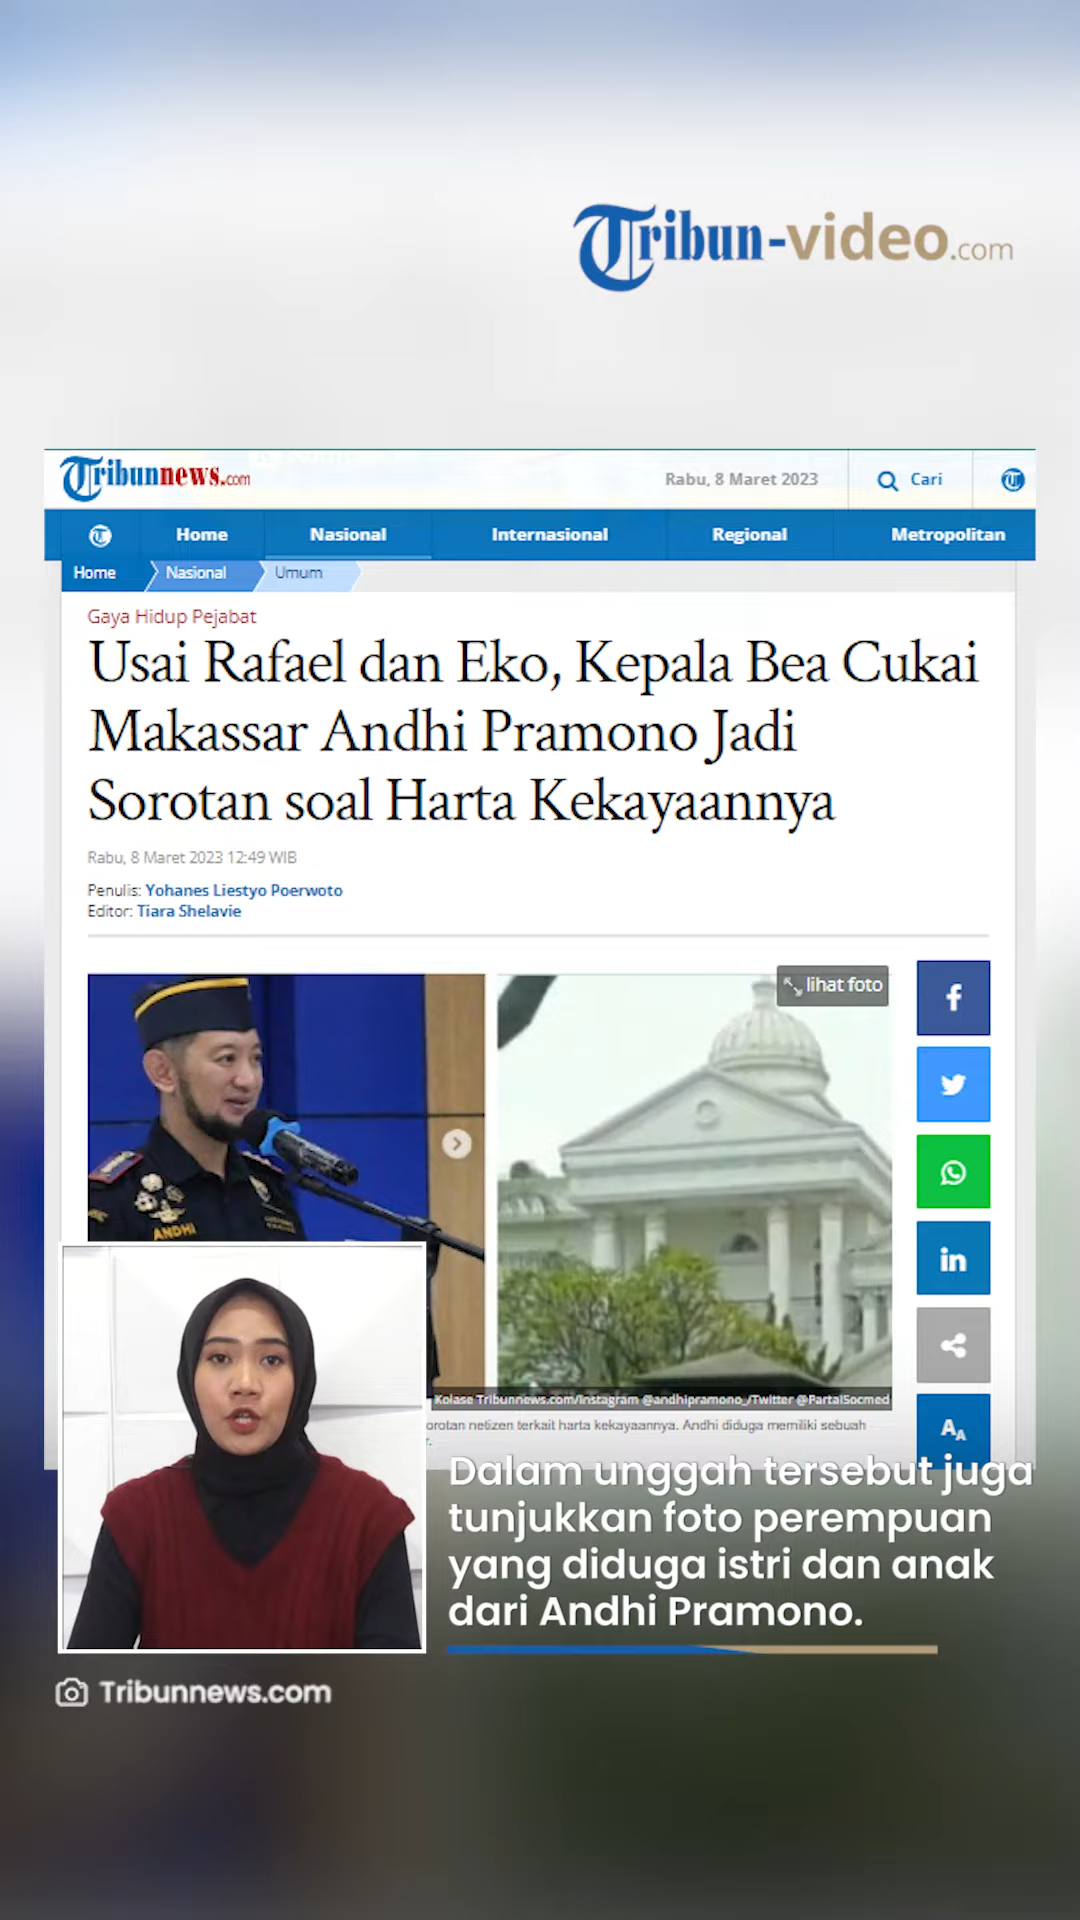 Tribun-video.com
Tribunnews.com
Rabu, 8 Maret 2023
Cari
Home
Nasional
Internasional
Regional
Metropolitan
Home
Nasional
Umum
Gaya Hidup Pejabat
Usai Rafael dan Eko, Kepala Bea Cukai
Makassar Andhi Pramono Jadi
Sorotan soal Harta Kekayaannya
Rabu, 8 Maret 2023 12:49 WIB
Penulis: Yohanes Liestyo Poerwoto
Editor: Tiara Shelavie
lihat foto
ANDHI
Kolase Tribunnews.com/Instagram @andhipramono_/Twitter @PartaiSocmed
orotan netizen terkait harta kekayaannya. Andhi diduga memiliki sebuah
Dalam unggah tersebut juga
tunjukkan foto perempuan
yang diduga istri dan anak
dari Andhi Pramono.
Tribunnews.com